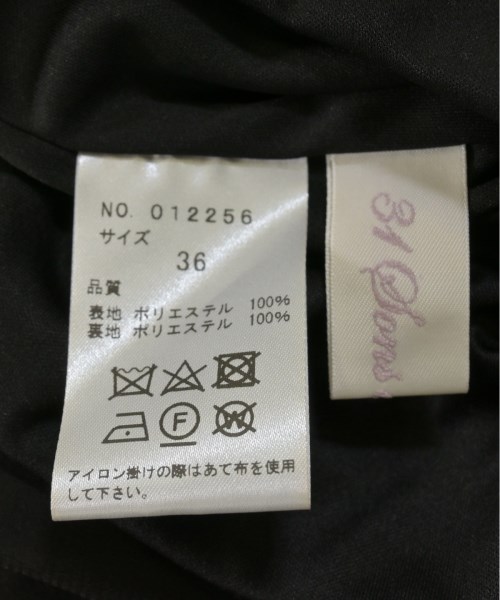 NO. 012256
サイズ
36
品質
表地 ポリエステル 100%
裏地 ポリエステル 100%
F
W
アイロン掛けの際はあて布を使用
して下さい。
31 Sons